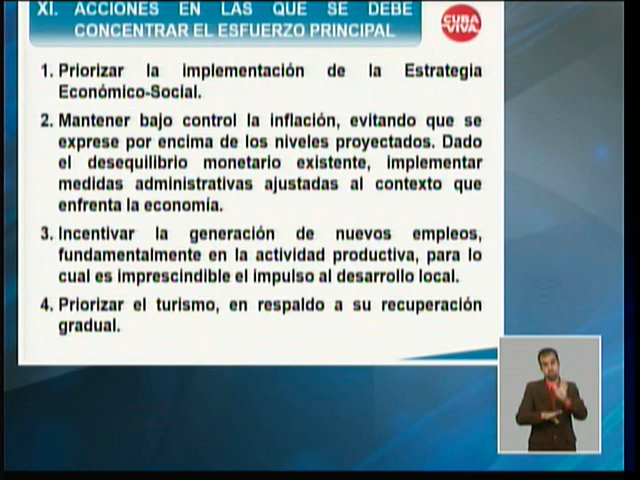 XI. ACCIONES EN LAS QUE SE DEBE
CONCENTRAR EL ESFUERZO PRINCIPAL
CUBA
VIVA
1. Priorizar la implementación de la Estrategia
Económico-Social.
2. Mantener bajo control la inflación, evitando que se
exprese por encima de los niveles proyectados. Dado
el desequilibrio monetario existente, implementar
medidas administrativas ajustadas al contexto que
enfrenta la economía.
3. Incentivar la generación de nuevos empleos,
fundamentalmente en la actividad productiva, para lo
cual es imprescindible el impulso al desarrollo local.
4. Priorizar el turismo, en respaldo a su recuperación
gradual.